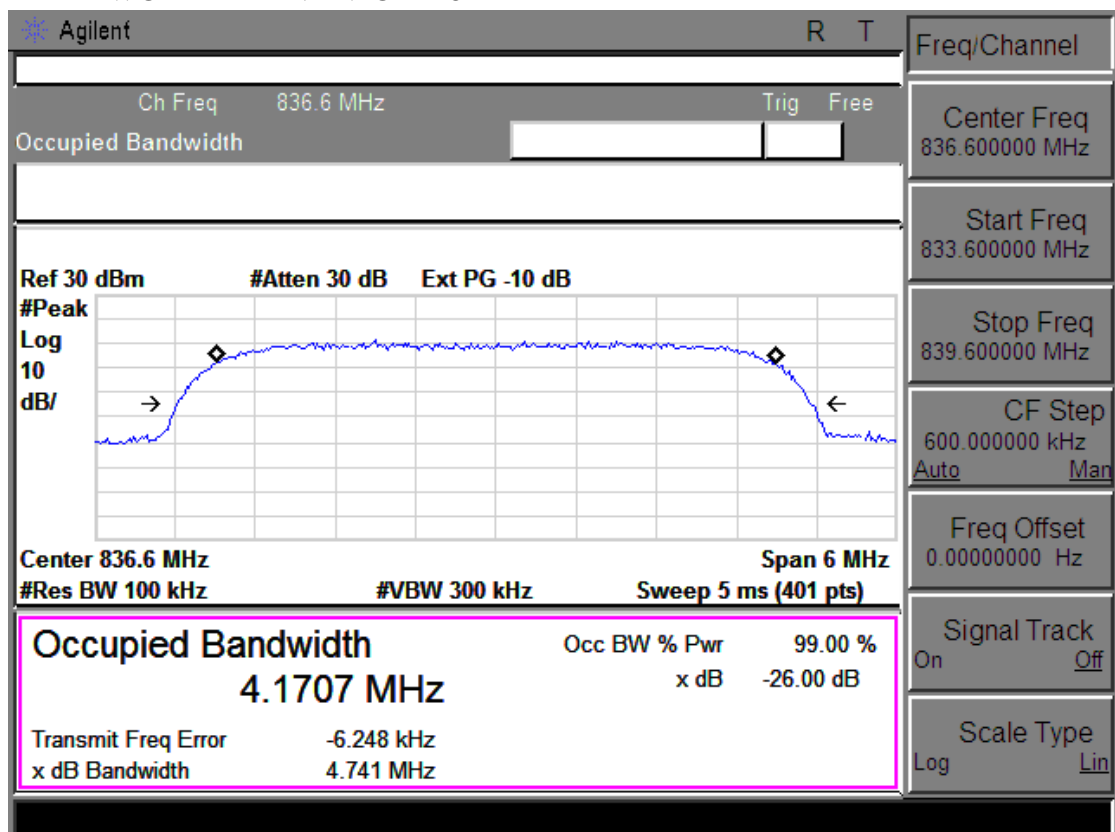 Agilent R T
Ch Freq 836.6 MHz Trig Free
Occupied Bandwidth
Ref 30 dBm #Atten 30 dB Ext PG -10 dB
#Peak
Log
10
dB/
Center 836.6 MHz Span 6 MHz
#Res BW 100 kHz #VBW 300 kHz Sweep 5 ms (401 pts)
Occupied Bandwidth
4.1707 MHz
Occ BW % Pwr 99.00 %
x dB -26.00 dB
Transmit Freq Error -6.248 kHz
x dB Bandwidth 4.741 MHz
Freq/Channel
Center Freq
836.600000 MHz
Start Freq
833.600000 MHz
Stop Freq
839.600000 MHz
CF Step
600.000000 kHz
Auto Man
Freq Offset
0.00000000 Hz
Signal Track
On Off
Scale Type
Log Lin